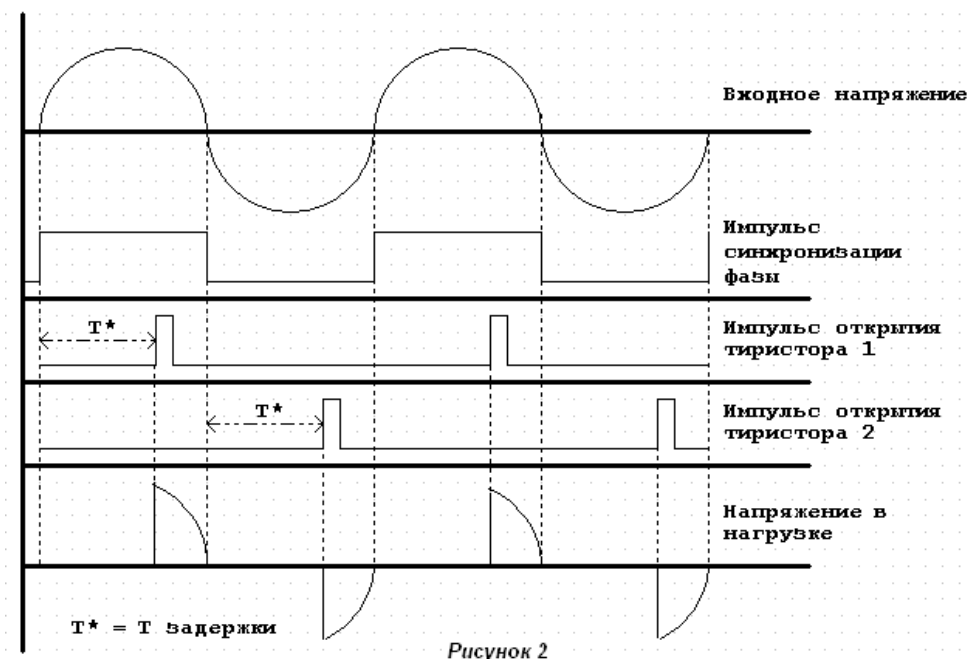 Входное напряжение
Импульс
синхронизации
фазы
T*
Импульс открытия
тиристора 1
T*
Импульс открытия
тиристора 2
Напряжение в
нагрузке
T* = T задержки
Рисунок 2